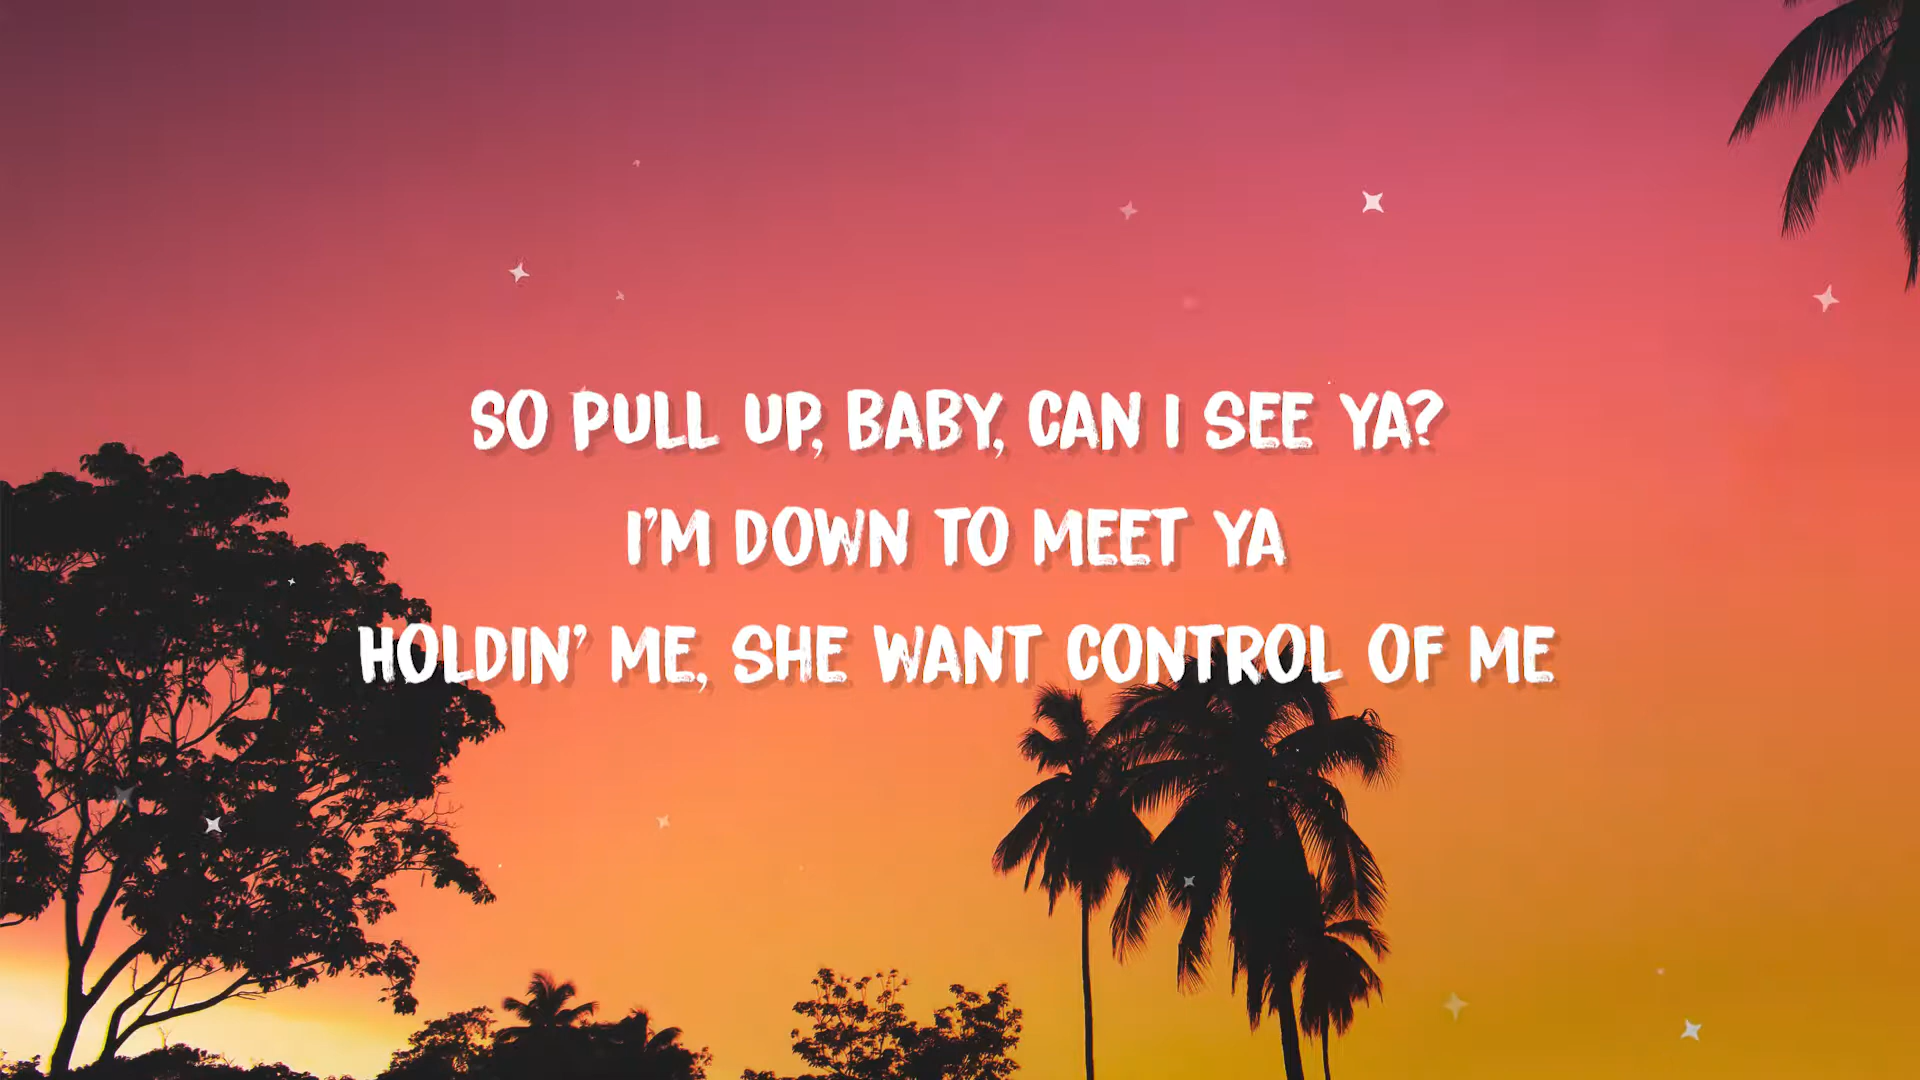 SO PULL UP, BABY, CAN I SEE YA?
I'M DOWN TO MEET YA
HOLDIN' ME, SHE WANT CONTROL OF ME